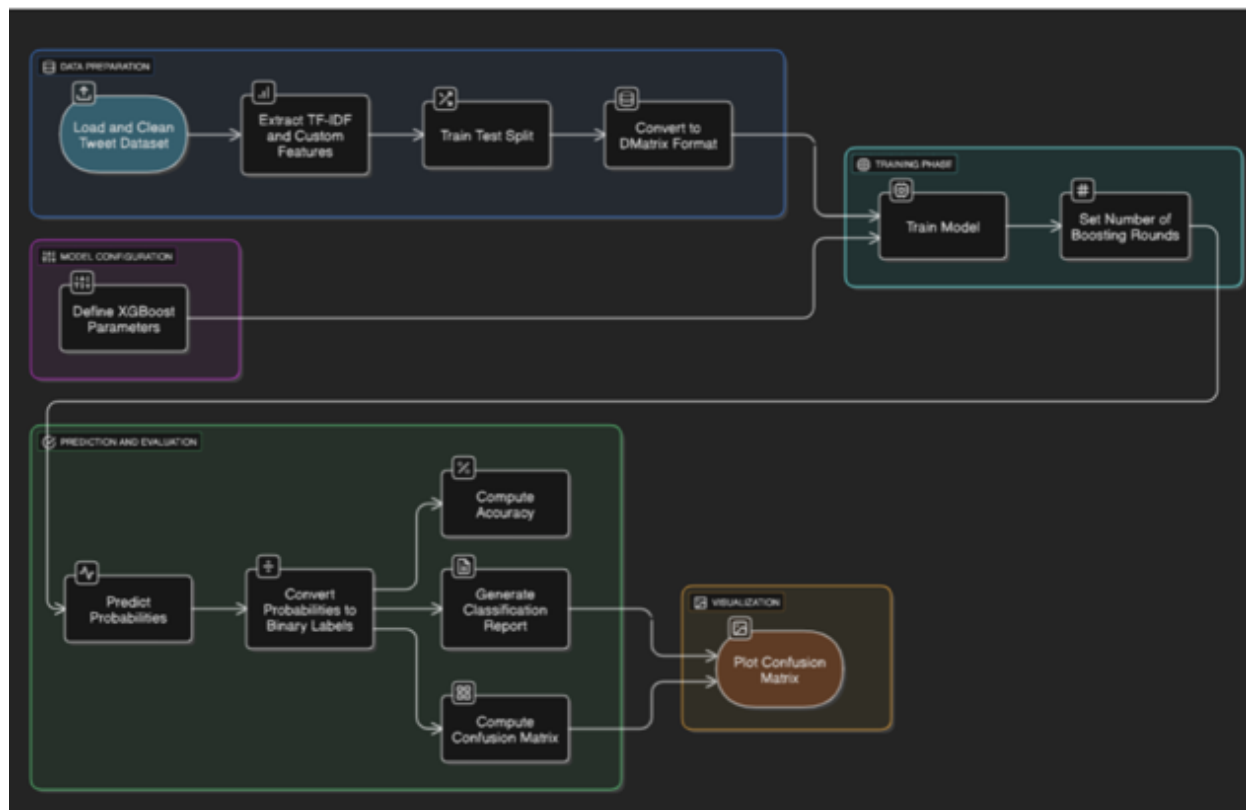 DATA PREPARATION
Load and Clean
Tweet Dataset
Extract TF-IDF
and Custom
Features
Train Test Split
Convert to
DMatrix Format
TRAINING PHASE
Train Model
Set Number of
Boosting Rounds
MODEL CONFIGURATION
Define XGBoost
Parameters
PREDICTION AND EVALUATION
Predict
Probabilities
Convert
Probabilities to
Binary Labels
Compute
Accuracy
Generate
Classification
Report
Compute
Confusion Matrix
VISUALIZATION
Plot Confusion
Matrix